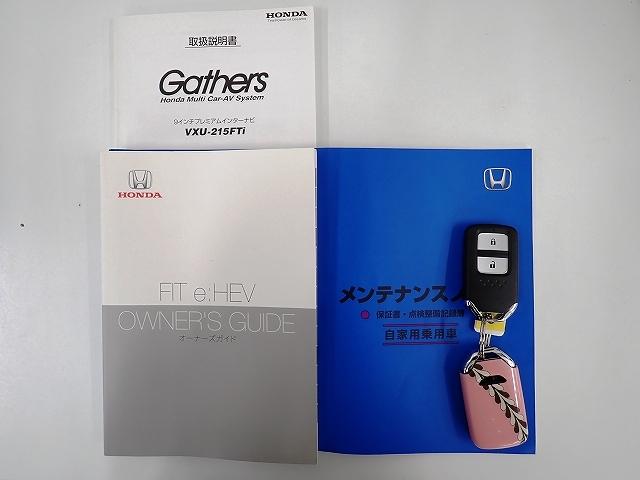 HONDA
The Power of Dreams
取扱説明書
Gathers
Honda Multi Car-AV System
9インチプレミアムインターナビ
VXU-215FTi
HONDA
FIT e:HEV
OWNER'S GUIDE
オーナーズガイド
メンテナンスノ
保証書・点検整備記録簿
自家用乗用車